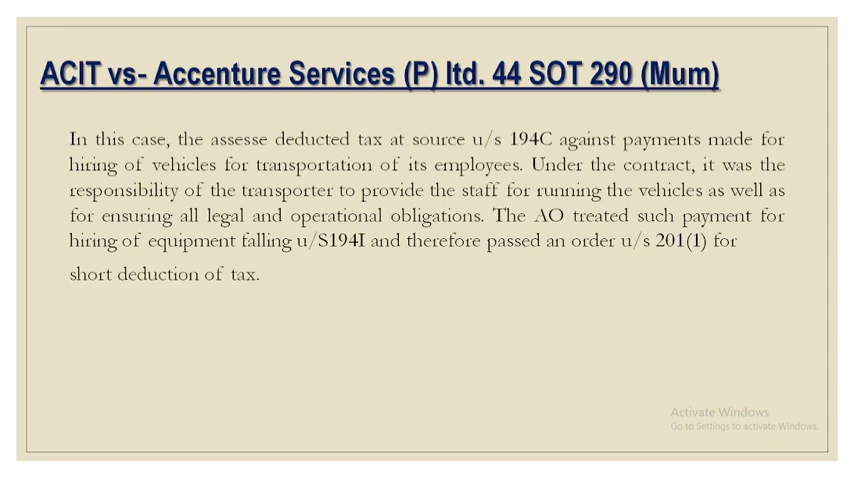 ACIT vs- Accenture Services (P) ltd. 44 SOT 290 (Mum)
In this case, the assesse deducted tax at source u/s 194C against payments made for
hiring of vehicles for transportation of its employees. Under the contract, it was the
responsibility of the transporter to provide the staff for running the vehicles as well as
for ensuring all legal and operational obligations. The AO treated such payment for
hiring of equipment falling u/S194I and therefore passed an order u/s 201(1) for
short deduction of tax.
Activate Windows
Go to Settings to activate Windows.